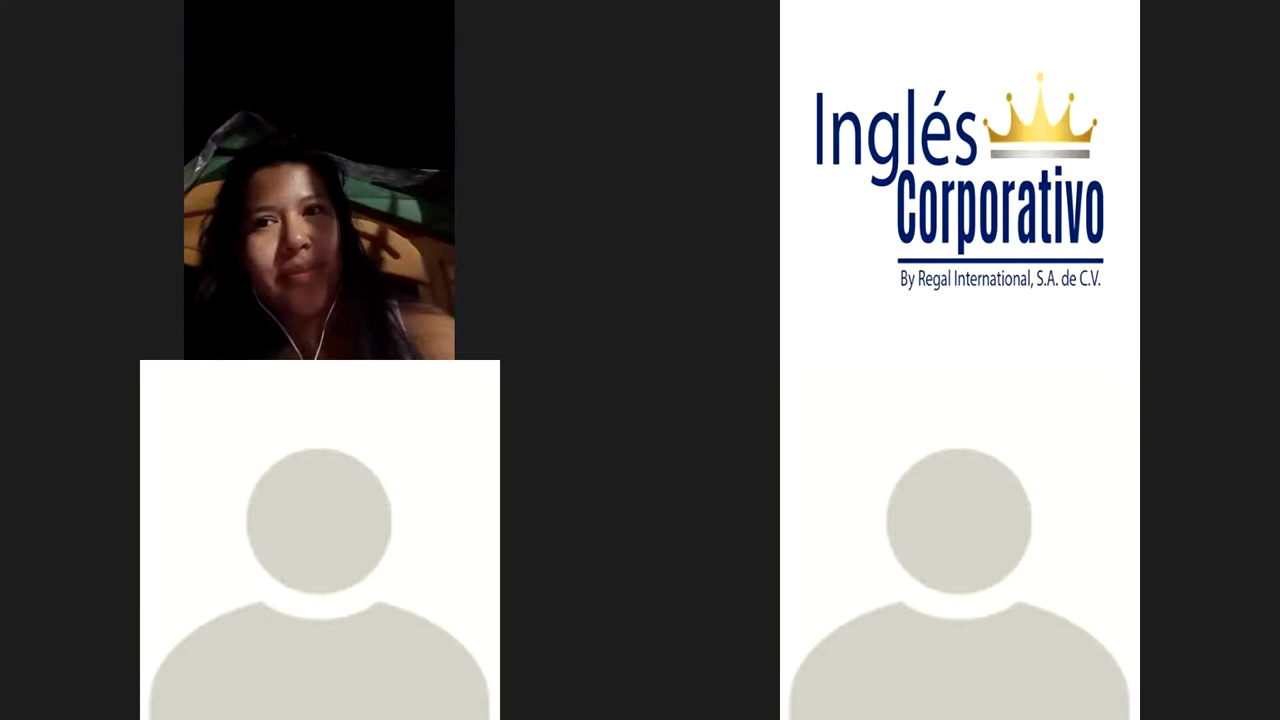 Inglés
Corporativo
By Regal International, S.A. de C.V.